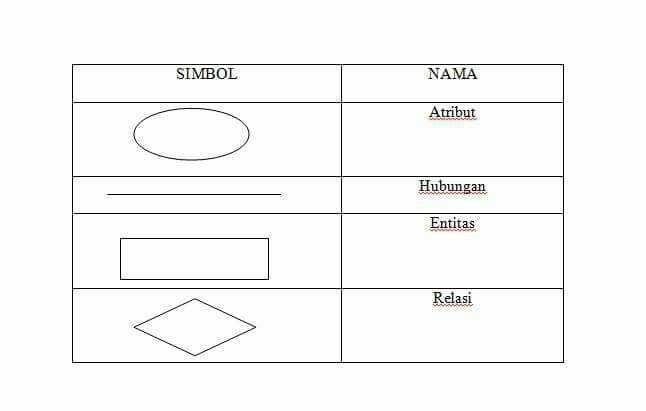 SIMBOL NAMA
Atribut
Hubungan
Entitas
Relasi